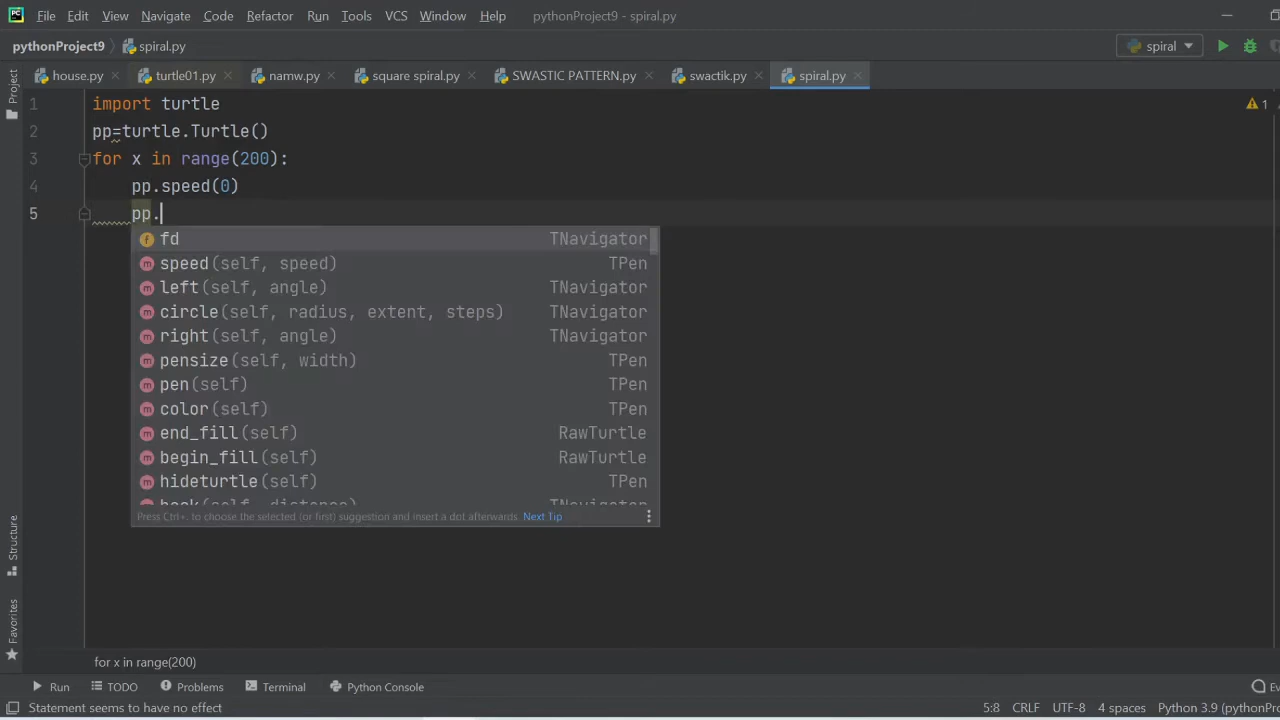 File Edit View Navigate Code Refactor Run Tools VCS Window Help pythonProject9 - spiral.py
pythonProject9 spiral.py spiral
house.py turtle01.py namw.py square spiral.py SWASTIC PATTERN.py swactik.py spiral.py
Project
1 import turtle 1
2 pp=turtle.Turtle()
3 for x in range(200):
4 pp.speed(0)
5 pp.
fd TNavigator
speed(self, speed) TPen
left(self, angle) TNavigator
circle(self, radius, extent, steps) TNavigator
right(self, angle) TNavigator
pensize(self, width) TPen
pen(self) TPen
color(self) TPen
end_fill(self) RawTurtle
begin_fill(self) RawTurtle
hideturtle(self) TPen
Press Ctrl+. to choose the selected (or first) suggestion and insert a dot afterwards. Next Tip
Structure
Favorites
for x in range(200)
Run TODO Problems Terminal Python Console Ev
Statement seems to have no effect 5:8 CRLF UTF-8 4 spaces Python 3.9 (pythonPro